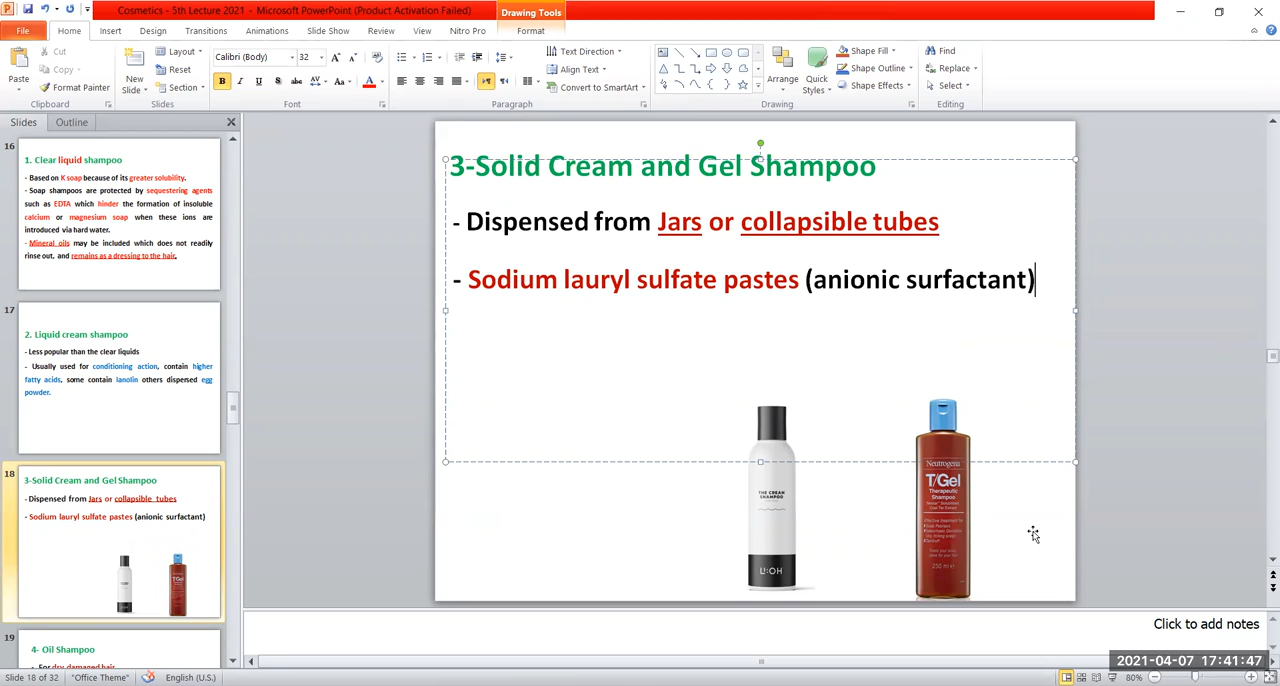 Cosmetics - 5th Lecture 2021 - Microsoft PowerPoint (Product Activation Failed)
Drawing Tools
File
Home
Insert
Design
Transitions
Animations
Slide Show
Review
View
Nitro Pro
Format
Paste
Cut
Copy
Format Painter
Clipboard
New Slide
Layout
Reset
Section
Slides
Calibri (Body)
32
Font
Text Direction
Align Text
Convert to SmartArt
Paragraph
Arrange
Quick Styles
Shape Fill
Shape Outline
Shape Effects
Drawing
Find
Replace
Select
Editing
Slides
Outline
16
1. Clear liquid shampoo
- Based on K soap because of its greater solubility.
- Soap shampoos are protected by sequestering agents
such as EDTA which hinder the formation of insoluble
calcium or magnesium soap when these ions are
introduced via hard water.
- Mineral oils may be included which does not readily
rinse out, and remains as a dressing to the hair.
17
2. Liquid cream shampoo
- Less popular than the clear liquids
- Usually used for conditioning action, contain higher
fatty acids, some contain lanolin others dispensed egg
powder.
18
3-Solid Cream and Gel Shampoo
- Dispensed from Jars or collapsible tubes
- Sodium lauryl sulfate pastes (anionic surfactant)
19
4- Oil Shampoo
- For dry damaged hair
3-Solid Cream and Gel Shampoo
- Dispensed from Jars or collapsible tubes
- Sodium lauryl sulfate pastes (anionic surfactant)
THE CREAM
SHAMPOO
Neutrogena
T/Gel
Therapeutic
Shampoo
250 ml e
Click to add notes
2021-04-07 17:41:47
Slide 18 of 32
"Office Theme"
English (U.S.)
80%